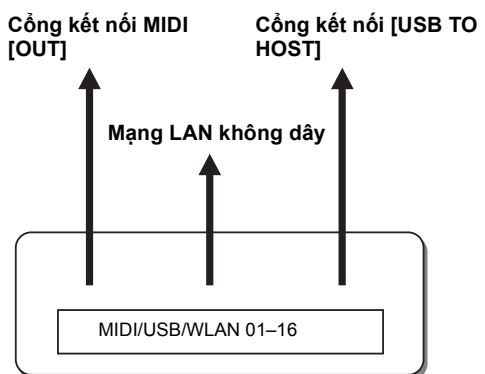 Cổng kết nối MIDI
[OUT]
Cổng kết nối [USB TO
HOST]
Mạng LAN không dây
MIDI/USB/WLAN 01–16